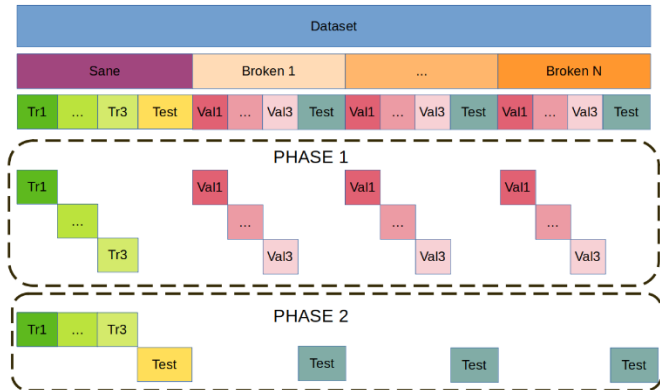 Dataset
Sane Broken 1 ... Broken N
Tr1 ... Tr3 Test Val1 ... Val3 Test Val1 ... Val3 Test Val1 ... Val3 Test
PHASE 1
Tr1 Val1 Val1 Val1
... ... ... ...
Tr3 Val3 Val3 Val3
PHASE 2
Tr1 ... Tr3
Test Test Test Test